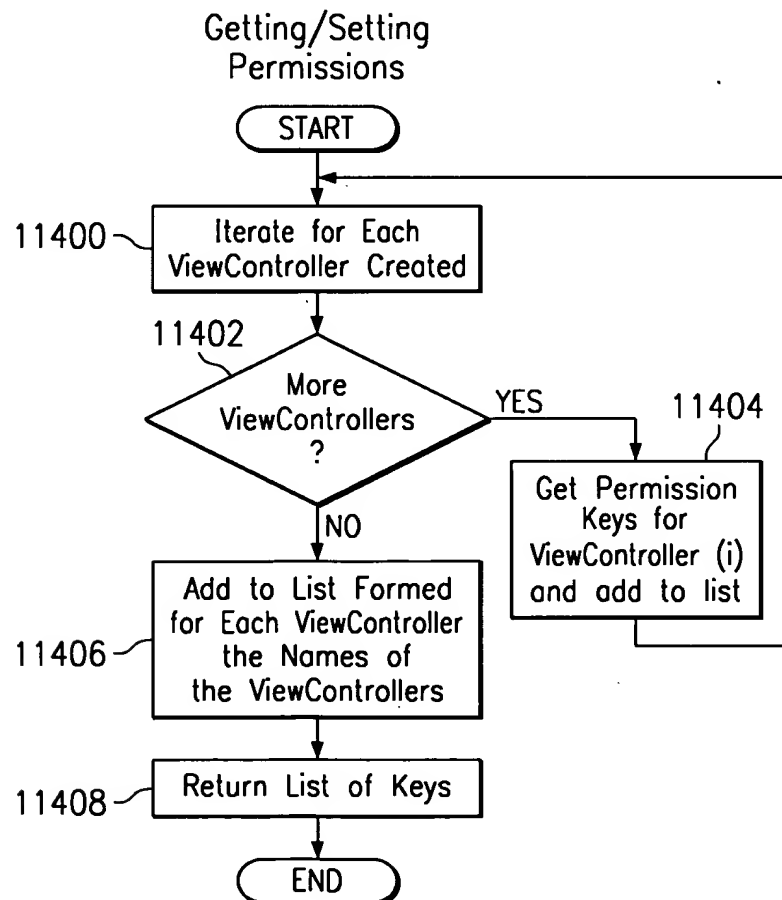 Getting/Setting
Permissions
START
11400
Iterate for Each
ViewController Created
11402
More
ViewControllers
?
YES
11404
Get Permission
Keys for
ViewController (i)
and add to list
NO
11406
Add to List Formed
for Each ViewController
the Names of
the ViewControllers
11408
Return List of Keys
END